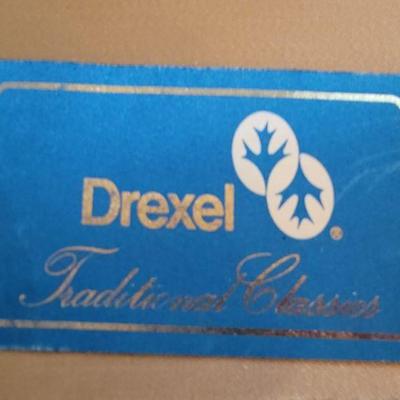 Drexel ®
Traditional Classics